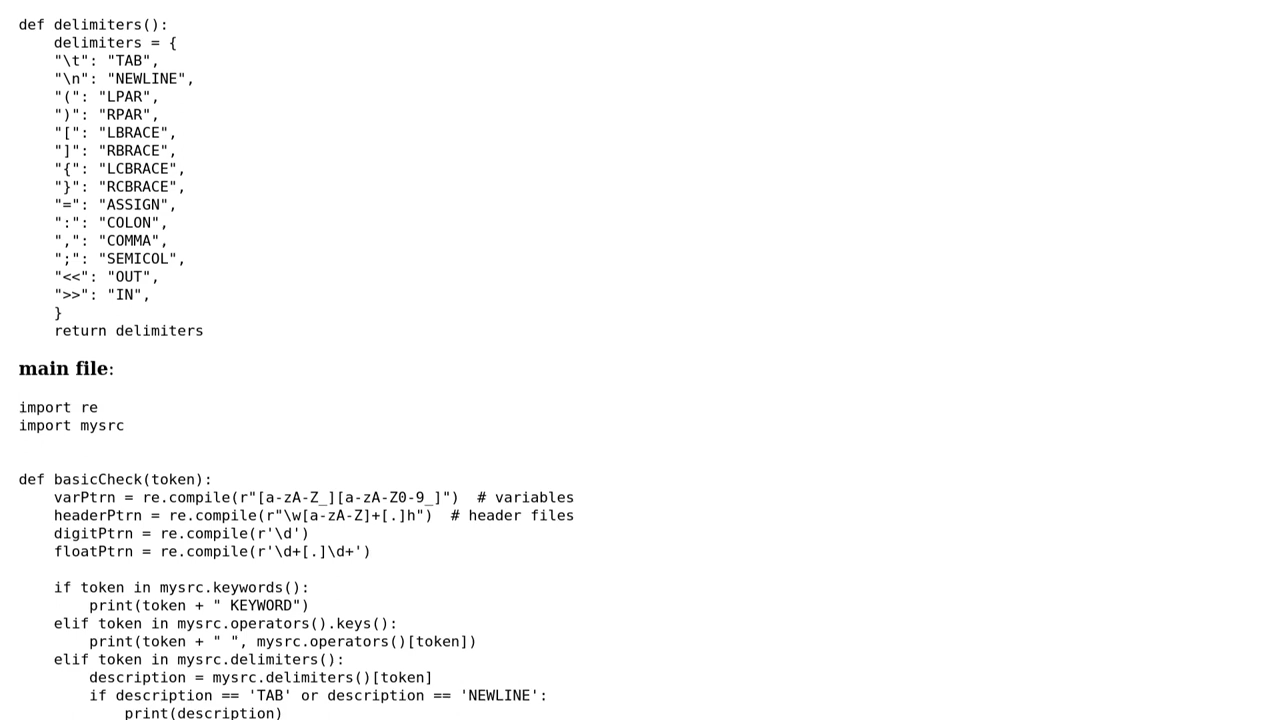 def delimiters():
    delimiters = {
    "\t": "TAB",
    "\n": "NEWLINE",
    "(": "LPAR",
    ")": "RPAR",
    "[": "LBRACE",
    "]": "RBRACE",
    "{": "LCBRACE",
    "}": "RCBRACE",
    "=": "ASSIGN",
    ":": "COLON",
    ",": "COMMA",
    ";": "SEMICOL",
    "<<": "OUT",
    ">>": "IN",
    }
    return delimiters
main file:
import re
import mysrc
def basicCheck(token):
    varPtrn = re.compile(r"[a-zA-Z_][a-zA-Z0-9_]")  # variables
    headerPtrn = re.compile(r"\w[a-zA-Z]+[.]h")  # header files
    digitPtrn = re.compile(r'\d')
    floatPtrn = re.compile(r'\d+[.]\d+')
    if token in mysrc.keywords():
        print(token + " KEYWORD")
    elif token in mysrc.operators().keys():
        print(token + " ", mysrc.operators()[token])
    elif token in mysrc.delimiters():
        description = mysrc.delimiters()[token]
        if description == 'TAB' or description == 'NEWLINE':
            print(description)